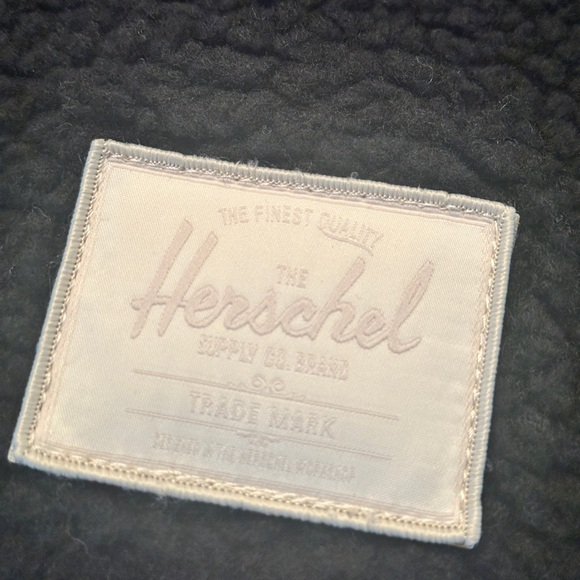 THE FINEST QUALITY
THE
Herschel
SUPPLY CO. BRAND
TRADE MARK